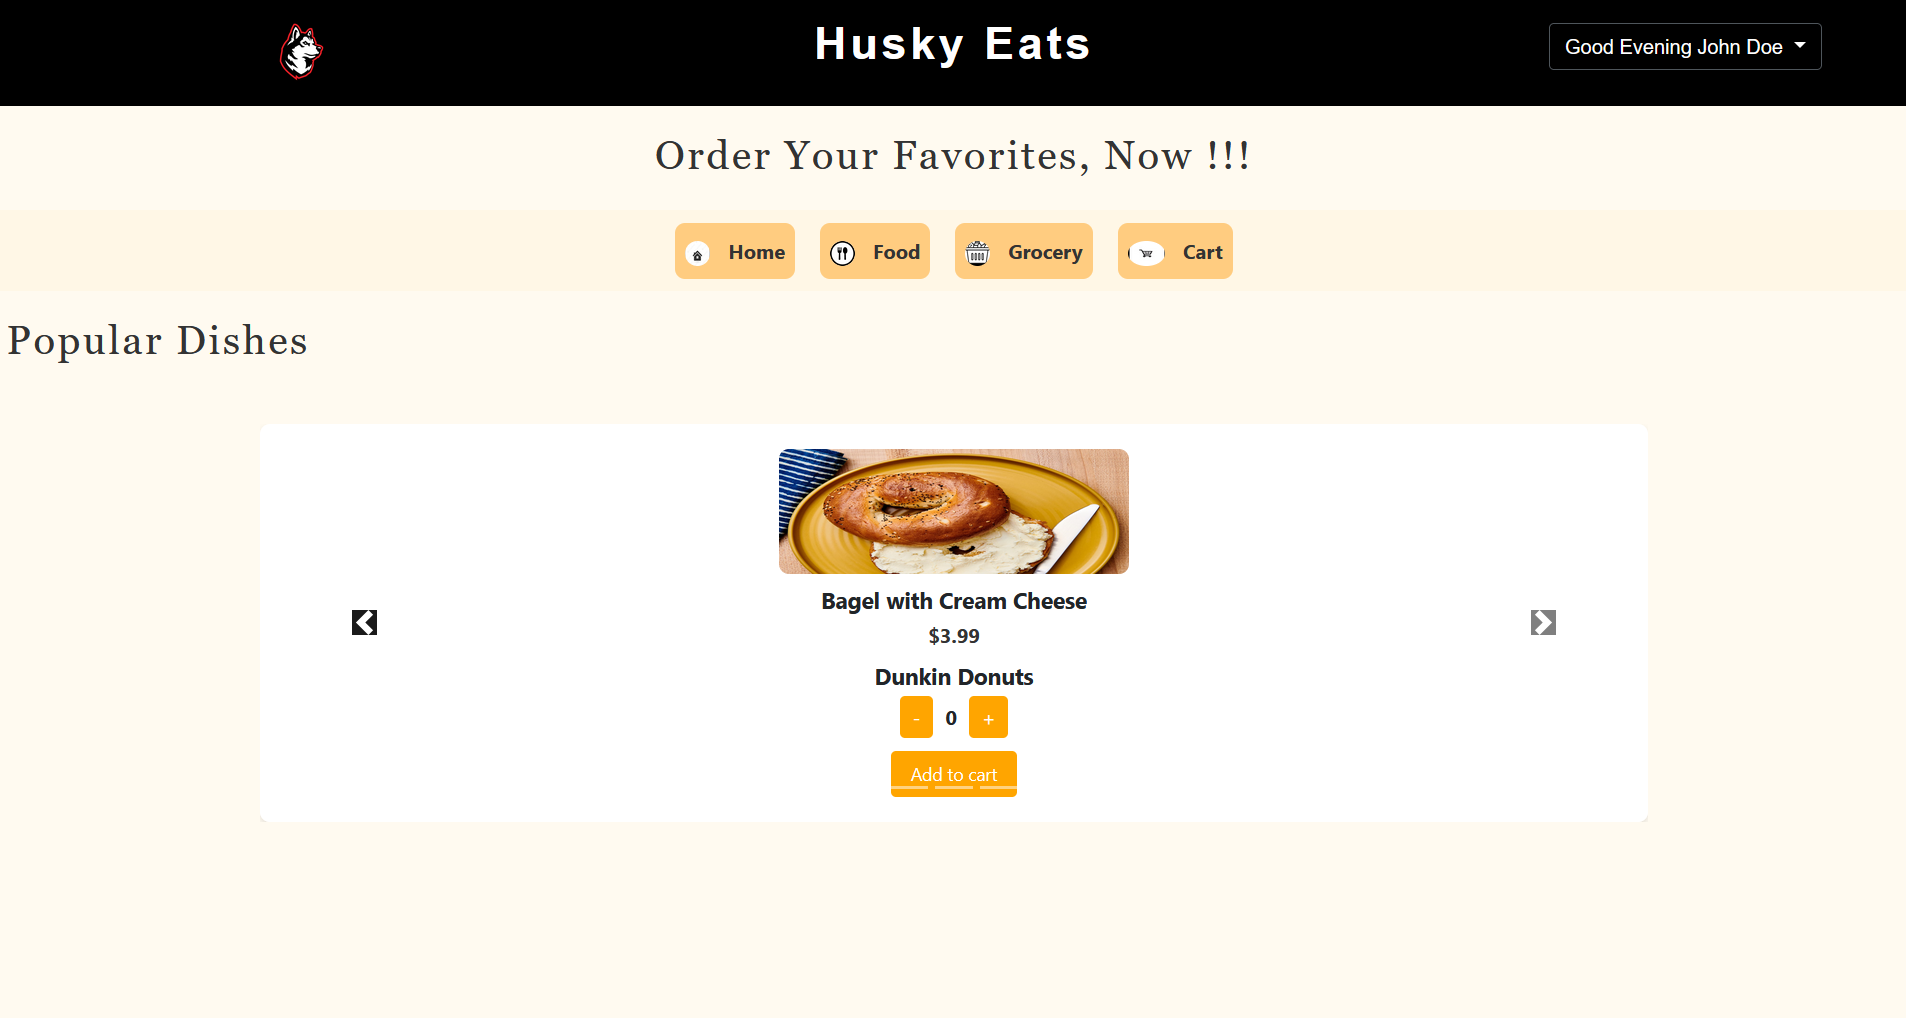 Husky Eats
Good Evening John Doe
Order Your Favorites, Now !!!
Home
Food
Grocery
Cart
Popular Dishes
Bagel with Cream Cheese
$3.99
Dunkin Donuts
- 0 +
Add to cart